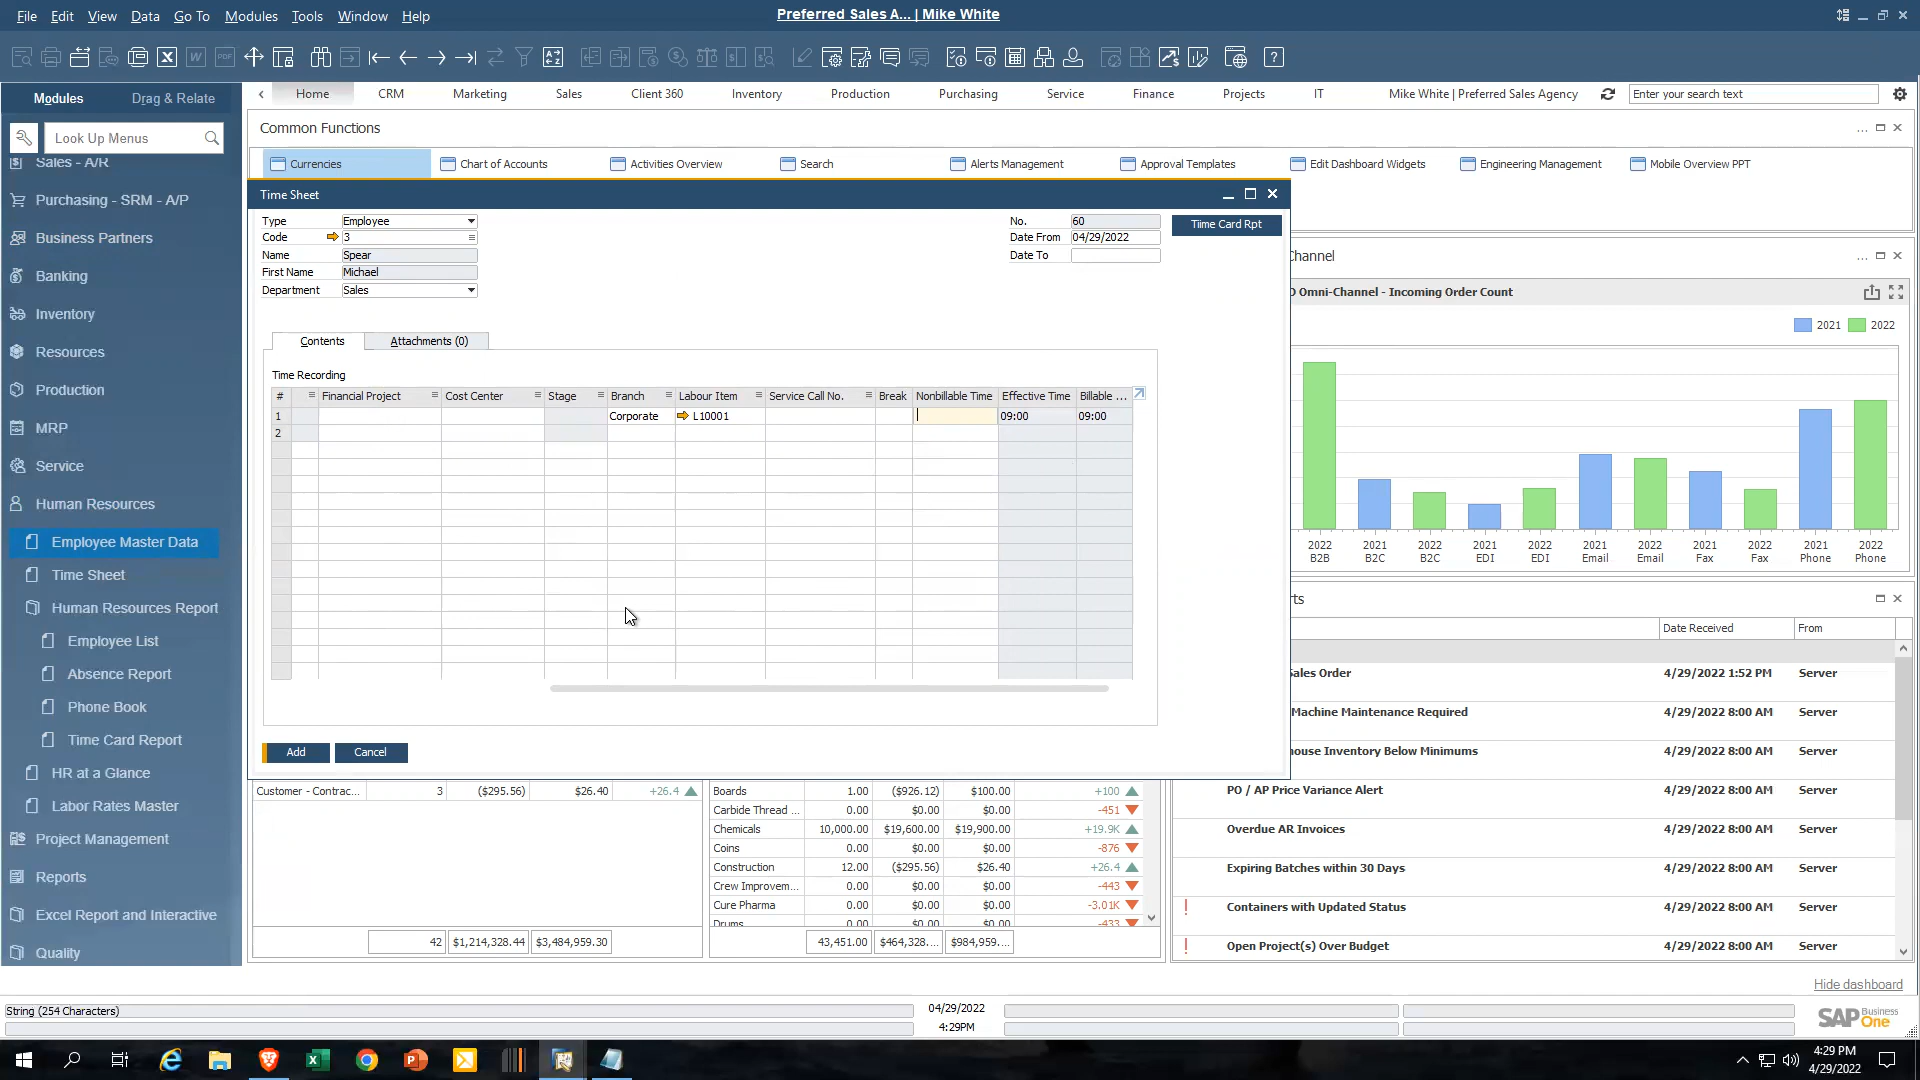 File Edit View Data Go To Modules Tools Window Help
Preferred Sales A... | Mike White
Modules Drag & Relate
Look Up Menus
Sales - A/R
Purchasing - SRM - A/P
Business Partners
Banking
Inventory
Resources
Production
MRP
Service
Human Resources
Employee Master Data
Time Sheet
Human Resources Report
Employee List
Absence Report
Phone Book
Time Card Report
HR at a Glance
Labor Rates Master
Project Management
Reports
Excel Report and Interactive
Quality
Home CRM Marketing Sales Client 360 Inventory Production Purchasing Service Finance Projects IT Mike White | Preferred Sales Agency Enter your search text
Common Functions
Currencies Chart of Accounts Activities Overview Search Alerts Management Approval Templates Edit Dashboard Widgets Engineering Management Mobile Overview PPT
Time Sheet
Type Employee
Code 3
Name Spear
First Name Michael
Department Sales
No. 60
Date From 04/29/2022
Date To
Tiime Card Rpt
Contents Attachments (0)
Time Recording
# Financial Project Cost Center Stage Branch Labour Item Service Call No. Break Nonbillable Time Effective Time Billable ...
1 Corporate L10001 09:00 09:00
2
Add Cancel
hannel
O Omni-Channel - Incoming Order Count
2021 2022
2022 2021 2022 2021 2022 2021 2022 2021 2022 2021 2022
B2B B2C B2C EDI EDI Email Email Fax Fax Phone Phone
rts
Date Received From
Sales Order 4/29/2022 1:52 PM Server
Machine Maintenance Required 4/29/2022 8:00 AM Server
house Inventory Below Minimums 4/29/2022 8:00 AM Server
PO / AP Price Variance Alert 4/29/2022 8:00 AM Server
Overdue AR Invoices 4/29/2022 8:00 AM Server
Expiring Batches within 30 Days 4/29/2022 8:00 AM Server
Containers with Updated Status 4/29/2022 8:00 AM Server
Open Project(s) Over Budget 4/29/2022 8:00 AM Server
Customer - Contrac... 3 ($295.56) $26.40 +26.4
42 $1,214,328.44 $3,484,959.30
Boards 1.00 ($926.12) $100.00 +100
Carbide Thread ... 0.00 $0.00 $0.00 -451
Chemicals 10,000.00 $19,600.00 $19,900.00 +19.9K
Coins 0.00 $0.00 $0.00 -876
Construction 12.00 ($295.56) $26.40 +26.4
Crew Improvem... 0.00 $0.00 $0.00 -443
Cure Pharma 0.00 $0.00 $0.00 -3.01K
Drums 0.00 $0.00 $0.00 -433
43,451.00 $464,328.... $984,959....
Hide dashboard
String (254 Characters)
04/29/2022
4:29PM
SAP Business One
4:29 PM
4/29/2022